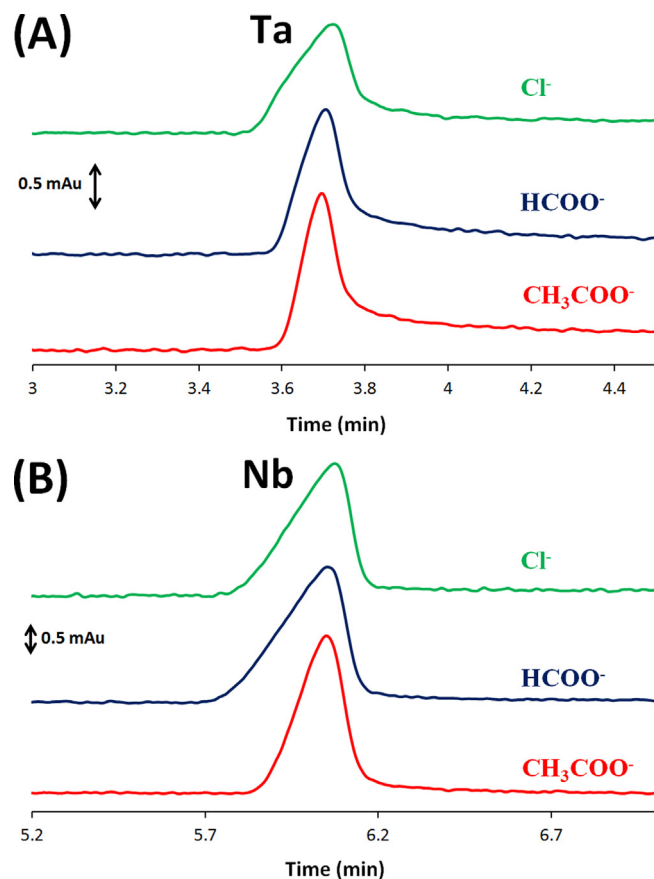 (A)
Ta
Cl⁻
0.5 mAu
HCOO⁻
CH₃COO⁻
3 3.2 3.4 3.6 3.8 4 4.2 4.4
Time (min)
(B)
Nb
Cl⁻
0.5 mAu
HCOO⁻
CH₃COO⁻
5.2 5.7 6.2 6.7
Time (min)